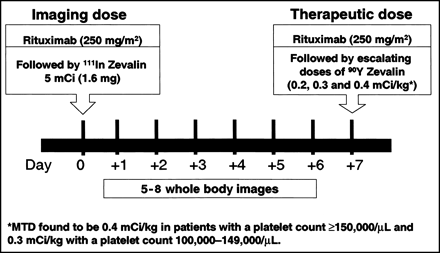 Imaging dose
Rituximab (250 mg/m²)
Followed by ¹¹¹In Zevalin
5 mCi (1.6 mg)
Therapeutic dose
Rituximab (250 mg/m²)
Followed by escalating
doses of ⁹⁰Y Zevalin
(0.2, 0.3 and 0.4 mCi/kg*)
Day 0 +1 +2 +3 +4 +5 +6 +7
5-8 whole body images
*MTD found to be 0.4 mCi/kg in patients with a platelet count ≥150,000/µL and
0.3 mCi/kg with a platelet count 100,000–149,000/µL.